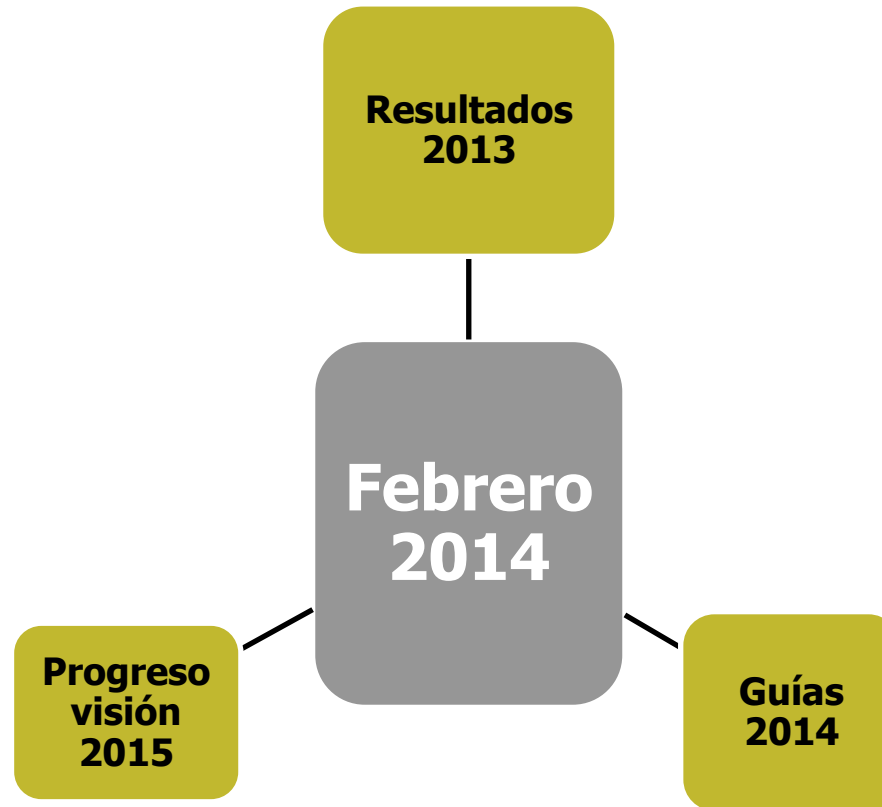 Resultados
2013
Febrero
2014
Progreso
visión
2015
Guías
2014